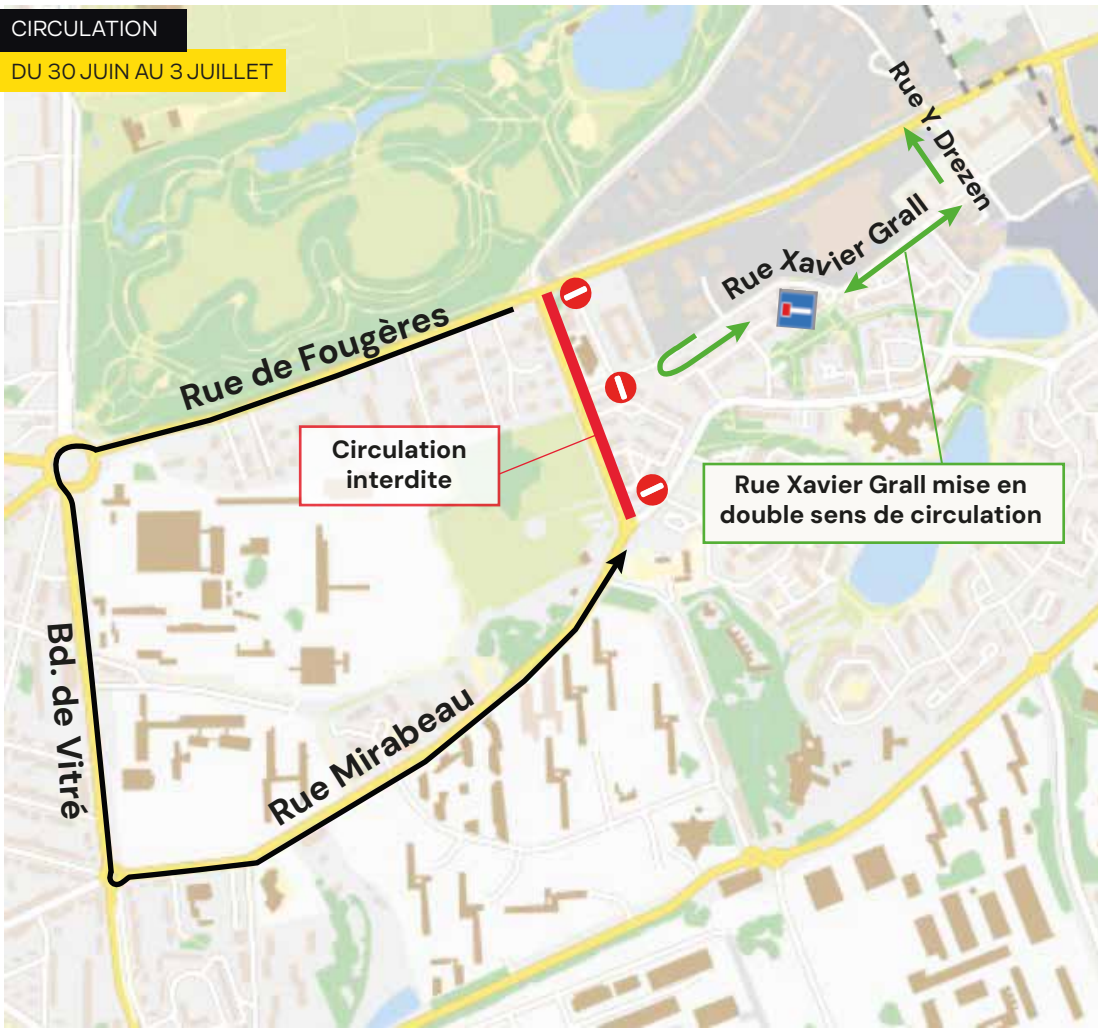 CIRCULATION
DU 30 JUIN AU 3 JUILLET
Rue Y. Drezen
Rue Xavier Grall
Rue de Fougères
Circulation
interdite
Rue Xavier Grall mise en
double sens de circulation
Bd. de Vitré
Rue Mirabeau